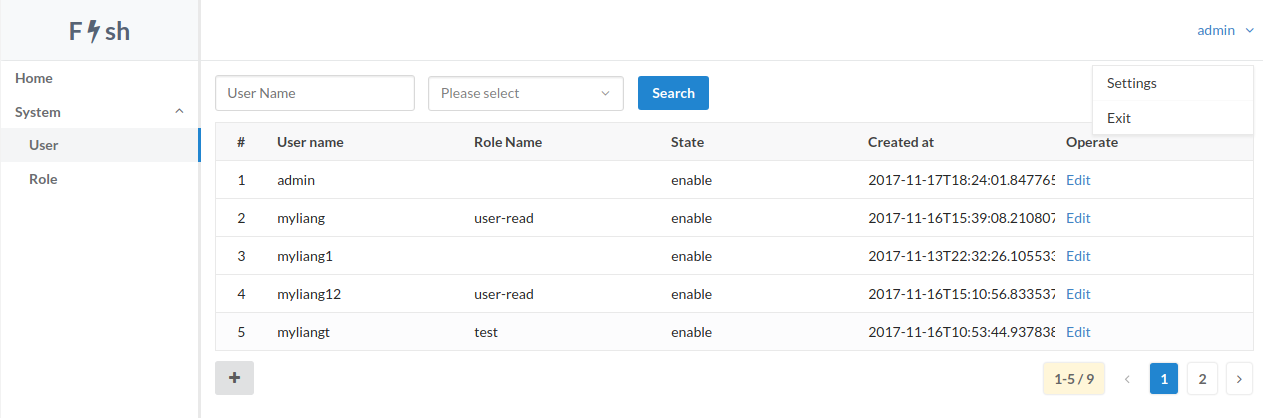 F sh
admin
Home
System
User
Role
Settings
Exit
User Name
Please select
Search
# User name Role Name State Created at Operate
1 admin enable 2017-11-17T18:24:01.847765 Edit
2 myliang user-read enable 2017-11-16T15:39:08.210807 Edit
3 myliang1 enable 2017-11-13T22:32:26.105533 Edit
4 myliang12 user-read enable 2017-11-16T15:10:56.833537 Edit
5 myliangt test enable 2017-11-16T10:53:44.937838 Edit
+ 1-5 / 9 ‹ 1 2 ›